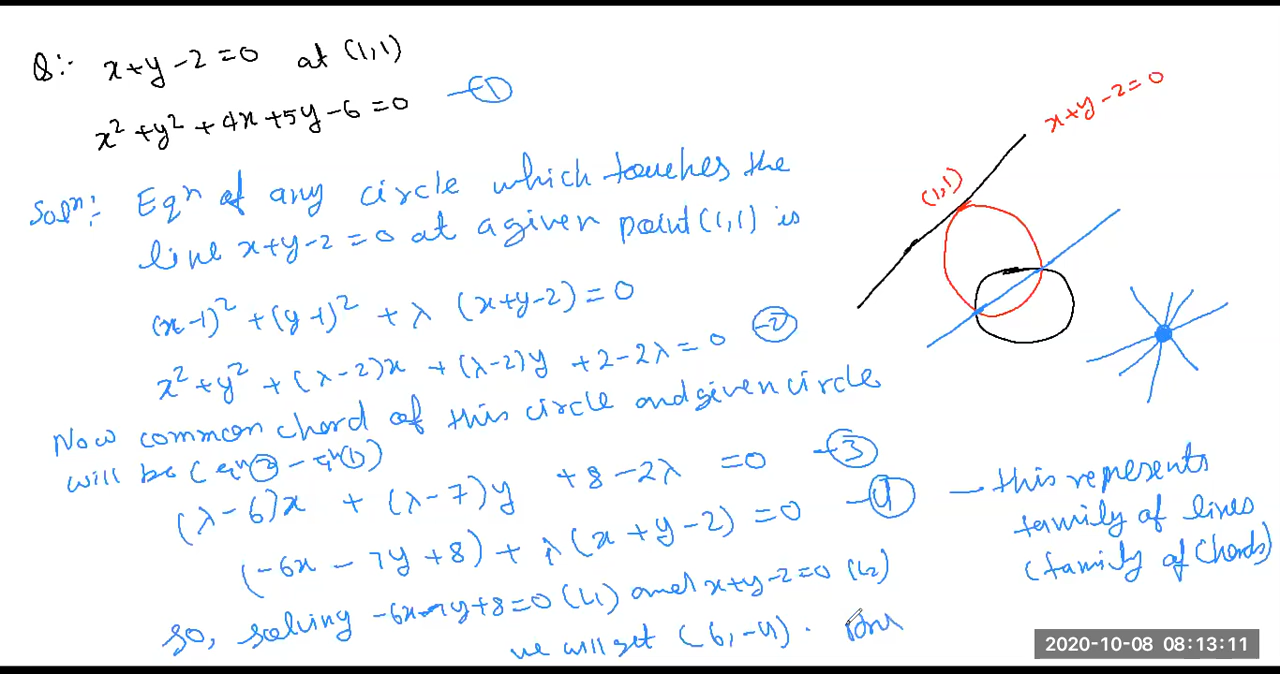 Q:- x+y-2=0 at (1,1)
x² + y² + 4x + 5y - 6 = 0 - ①
Solⁿ:- Eqⁿ of any circle which touches the
line x+y-2=0 at a given point (1,1) is
(x-1)² + (y-1)² + λ (x+y-2) = 0
x² + y² + (λ-2)x + (λ-2)y + 2-2λ = 0 - ②
Now common chord of this circle and given circle
will be (eqⁿ② - eqⁿ①)
(λ-6)x + (λ-7)y + 8-2λ = 0 - ③
(-6x - 7y + 8) + λ(x+y-2) = 0 - ④
So, solving -6x-7y+8=0 (L₁) and x+y-2=0 (L₂)
we will get (6,-4). Ans
x+y-2=0
(1,1)
- this represents
family of lines
(family of chords)
2020-10-08 08:13:11